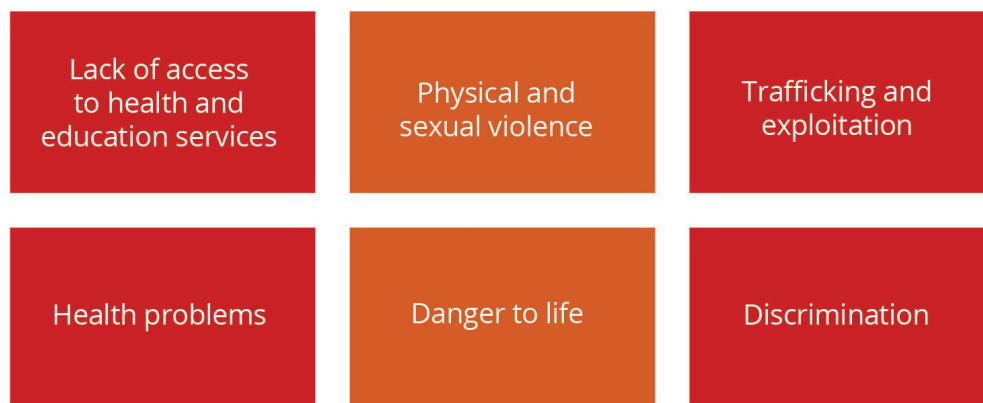 Lack of access
to health and
education services
Physical and
sexual violence
Trafficking and
exploitation
Health problems
Danger to life
Discrimination